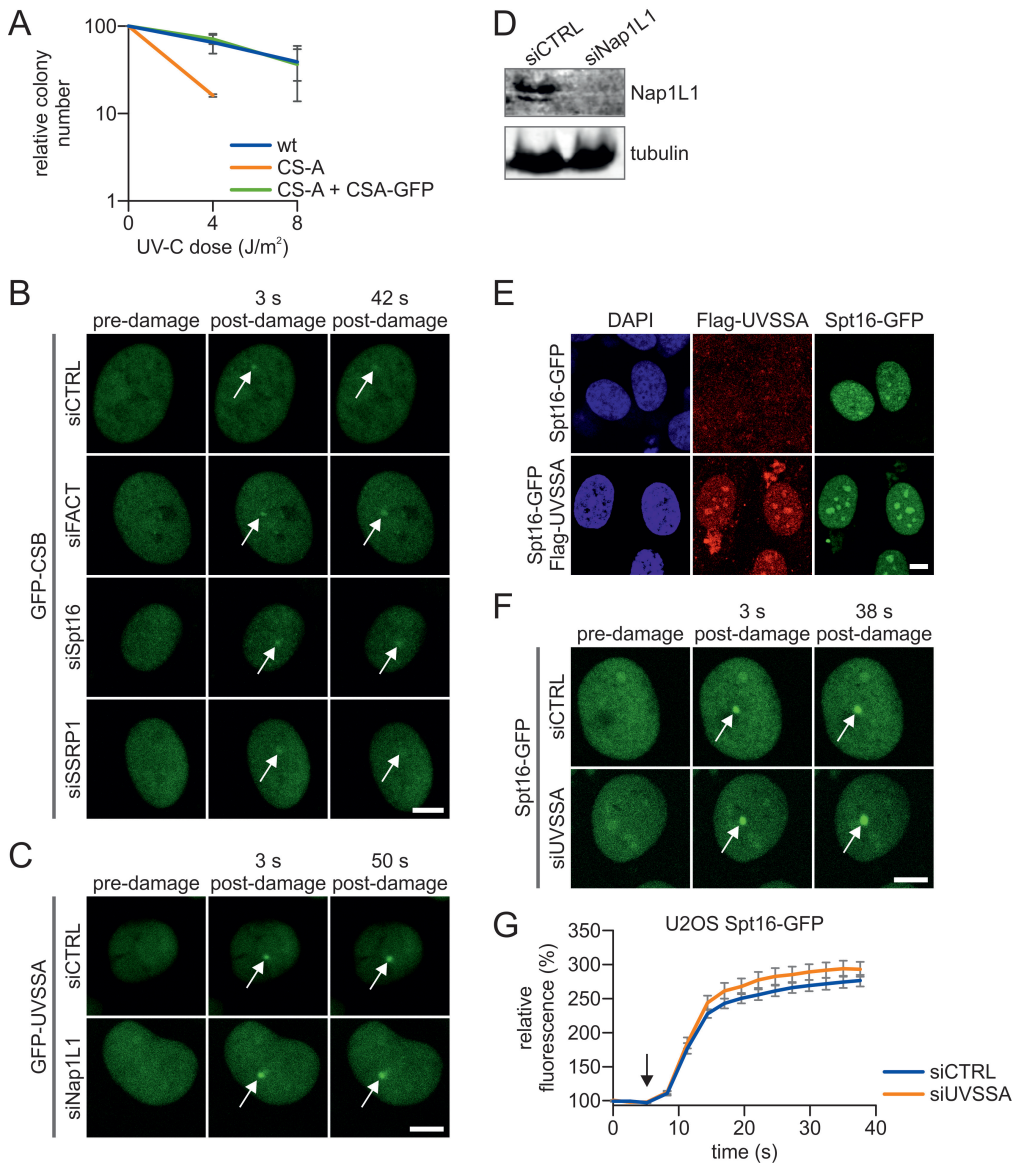 A
relative colony
number
100
10
1
0
4
8
UV-C dose (J/m²)
wt
CS-A
CS-A + CSA-GFP
B
pre-damage
3 s
post-damage
42 s
post-damage
GFP-CSB
siCTRL
siFACT
siSpt16
siSSRP1
C
pre-damage
3 s
post-damage
50 s
post-damage
GFP-UVSSA
siCTRL
siNap1L1
D
siCTRL
siNap1L1
Nap1L1
tubulin
E
DAPI
Flag-UVSSA
Spt16-GFP
Spt16-GFP
Spt16-GFP
Flag-UVSSA
F
pre-damage
3 s
post-damage
38 s
post-damage
Spt16-GFP
siCTRL
siUVSSA
G
U2OS Spt16-GFP
relative
fluorescence (%)
350
300
250
200
150
100
0
10
20
30
40
time (s)
siCTRL
siUVSSA